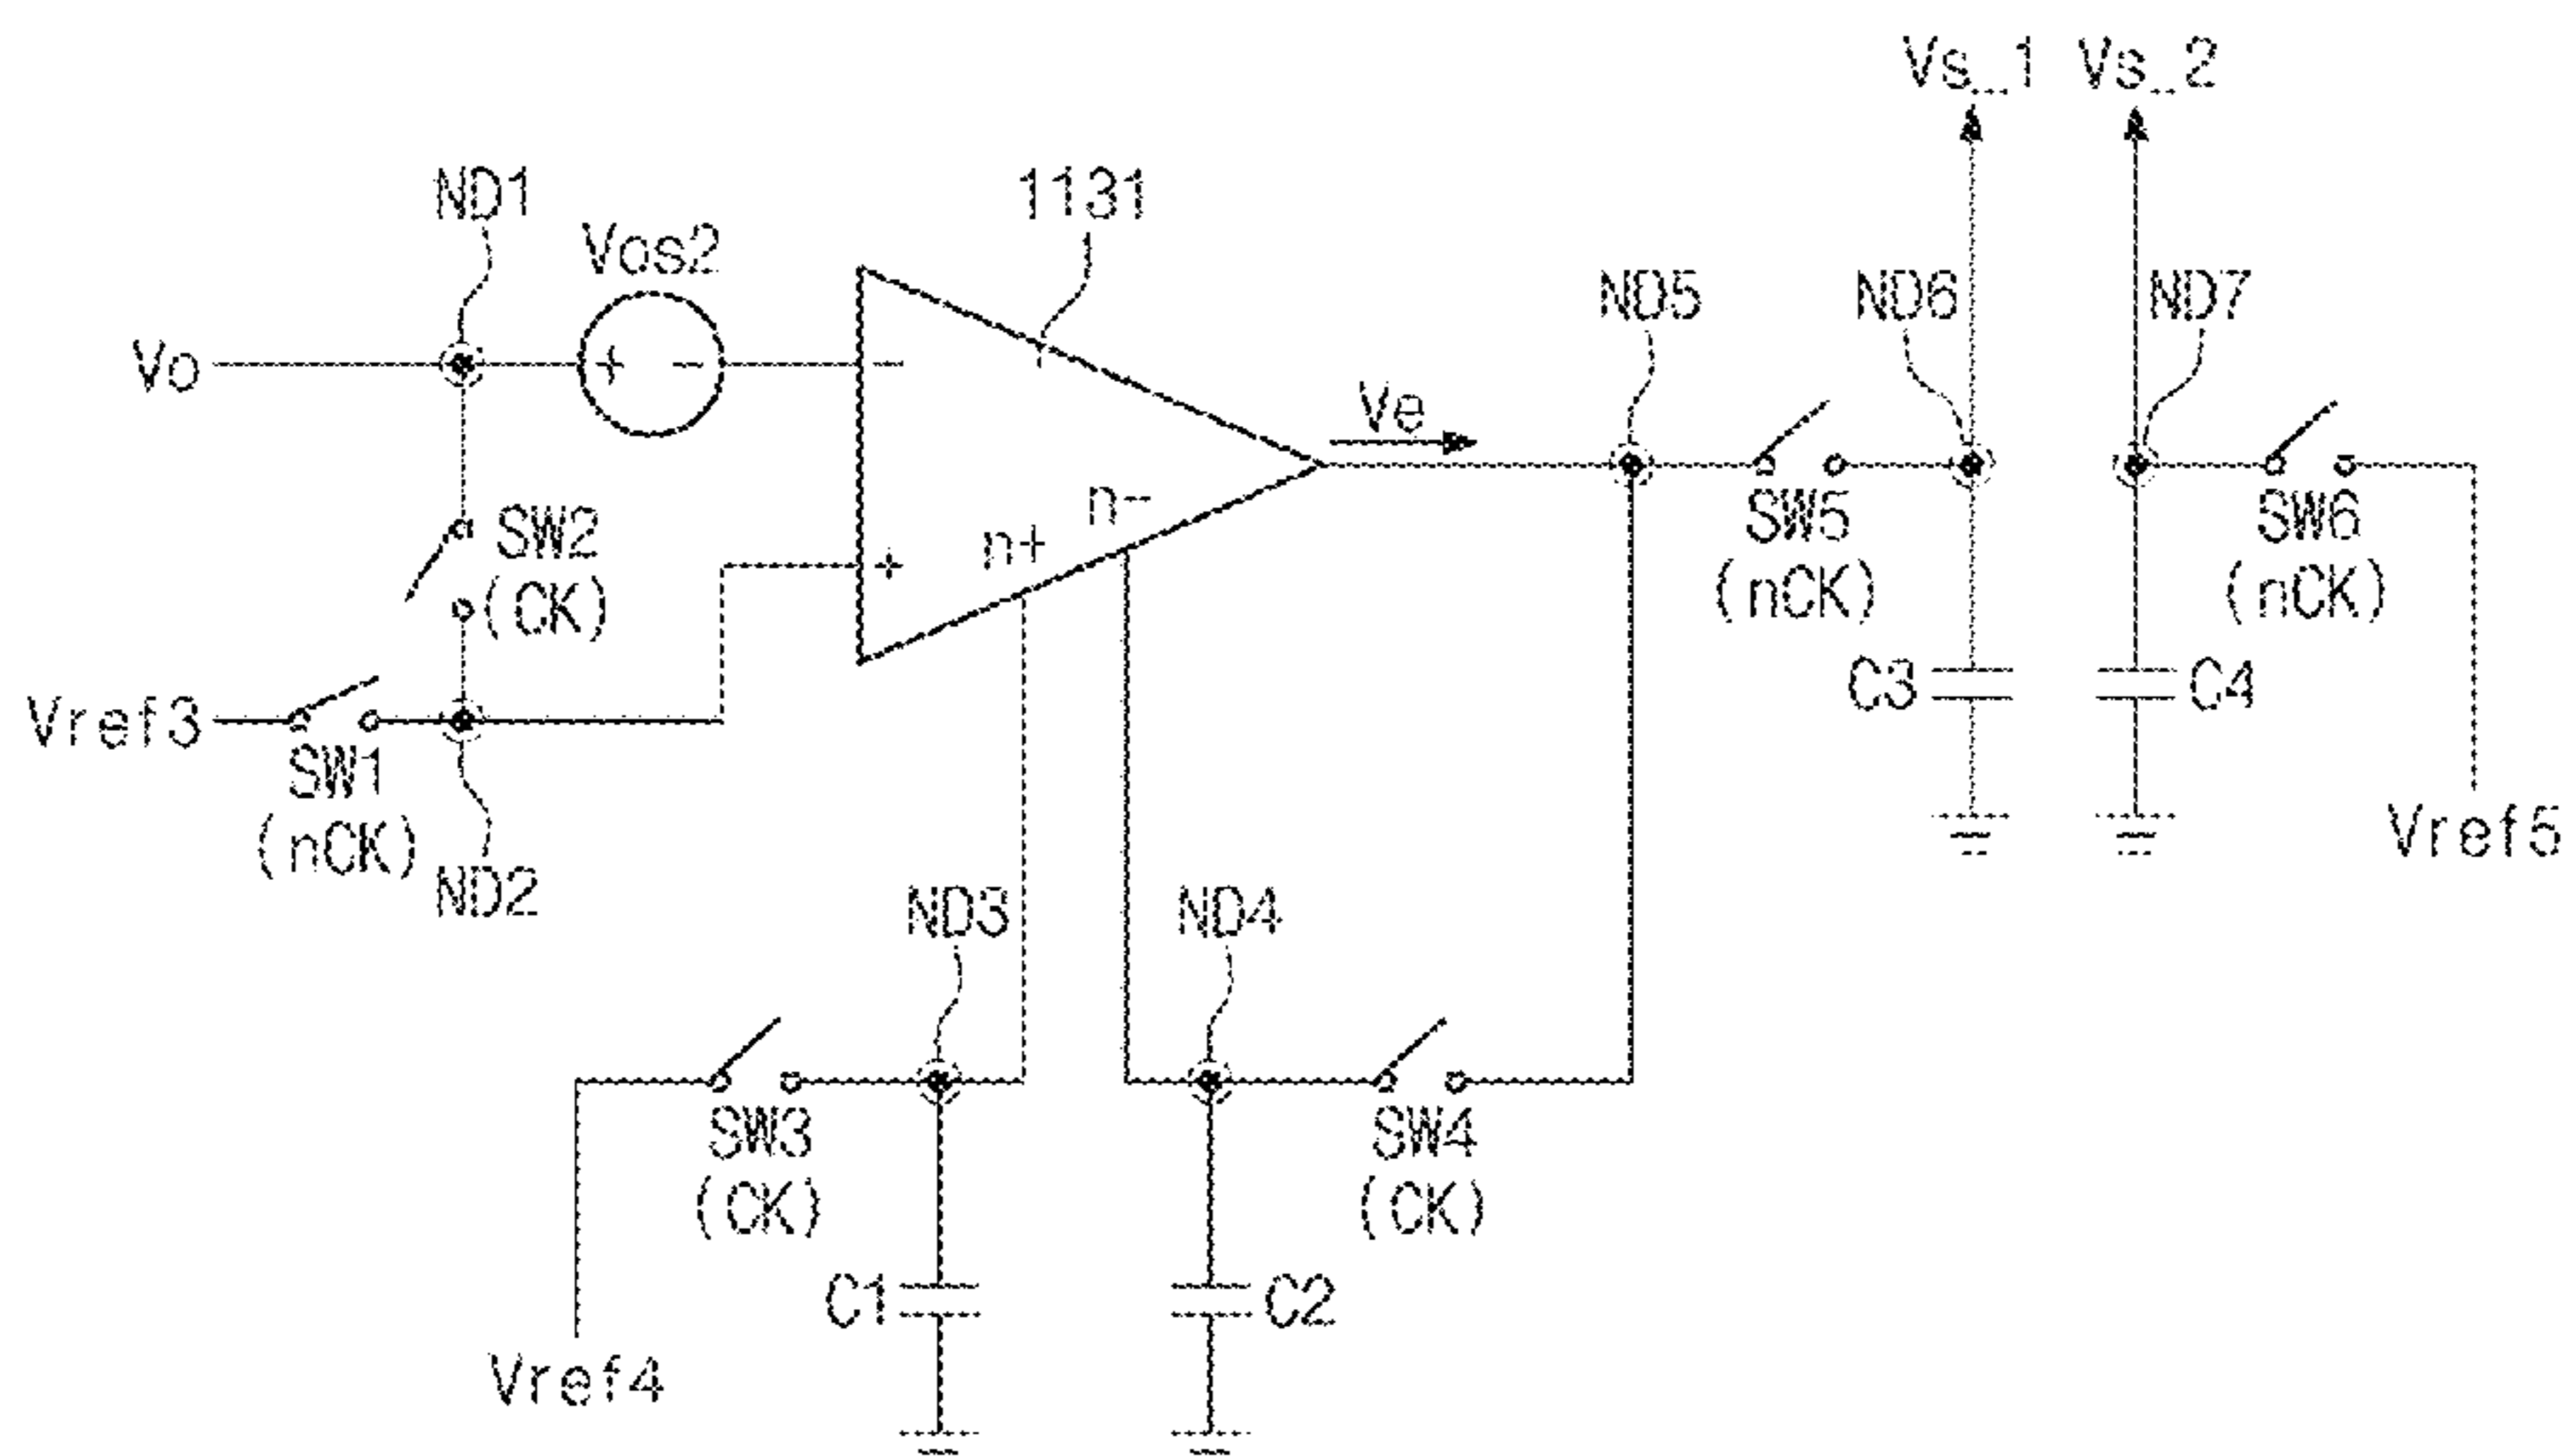 Vs_1 Vs_2
ND1
1131
Vos2
ND5
ND6
ND7
Vo
+
-
-
Ve
n-
n+
+
SW2
(CK)
SW5
(nCK)
SW6
(nCK)
C3
C4
Vref3
SW1
(nCK)
ND2
Vref5
ND3
ND4
SW3
(CK)
SW4
(CK)
C1
C2
Vref4